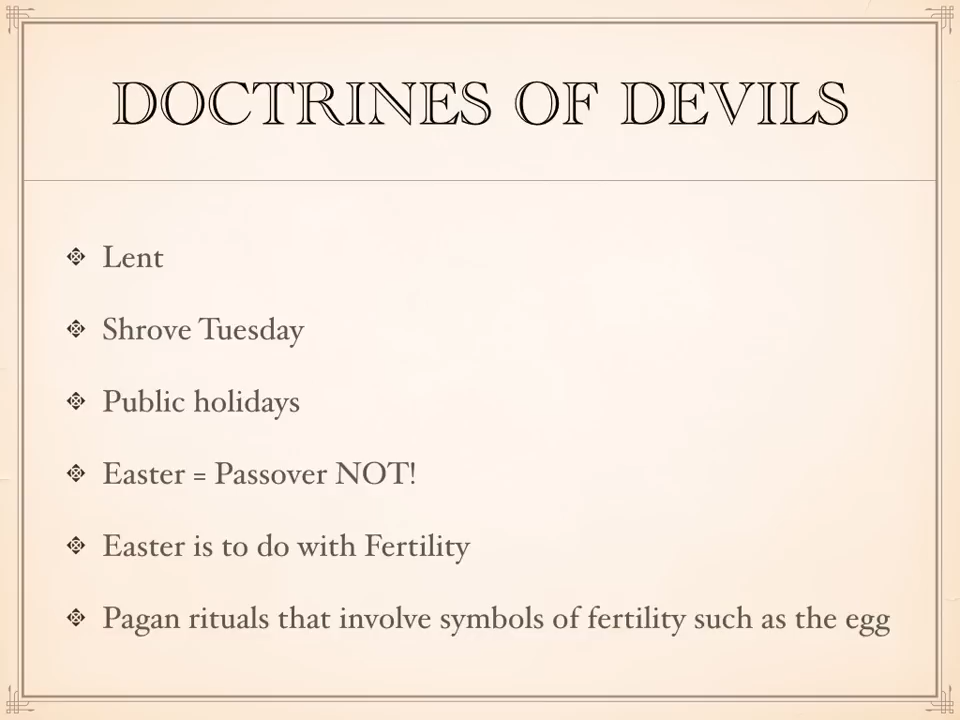 DOCTRINES OF DEVILS
Lent
Shrove Tuesday
Public holidays
Easter = Passover NOT!
Easter is to do with Fertility
Pagan rituals that involve symbols of fertility such as the egg